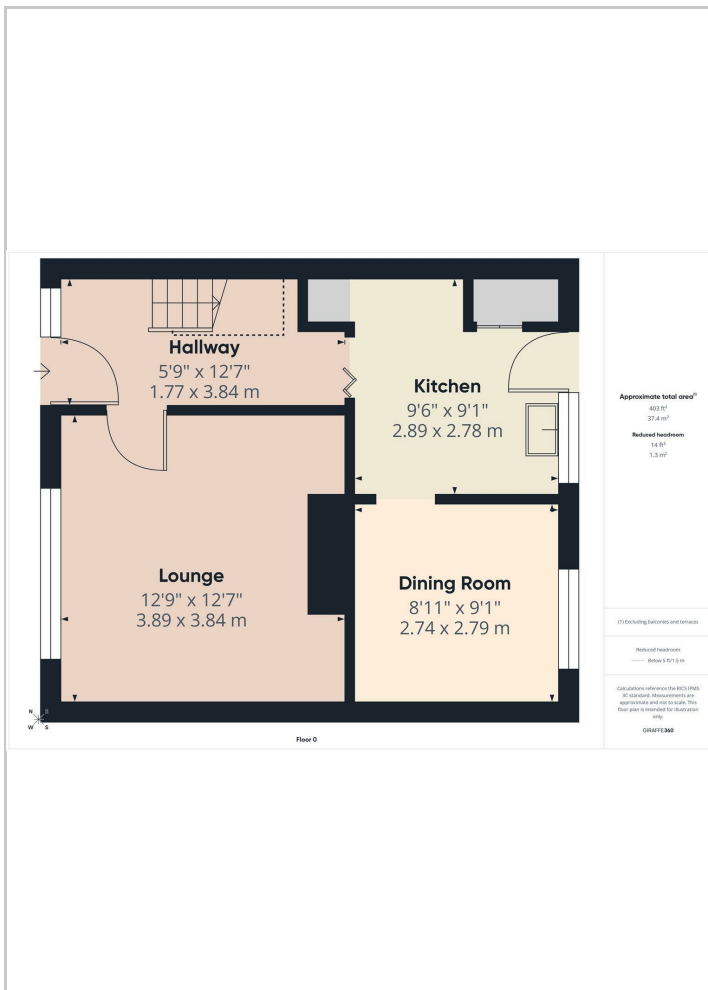 Hallway
5'9" x 12'7"
1.77 x 3.84 m
Kitchen
9'6" x 9'1"
2.89 x 2.78 m
Lounge
12'9" x 12'7"
3.89 x 3.84 m
Dining Room
8'11" x 9'1"
2.74 x 2.79 m
N E
W S
Floor 0
Approximate total area(1)
403 ft²
37.4 m²
Reduced headroom
14 ft²
1.3 m²
(1) Excluding balconies and terraces
Reduced headroom
Below 5 ft/1.5 m
Calculations reference the RICS IPMS
3C standard. Measurements are
approximate and not to scale. This
floor plan is intended for illustration
only.
GIRAFFE360